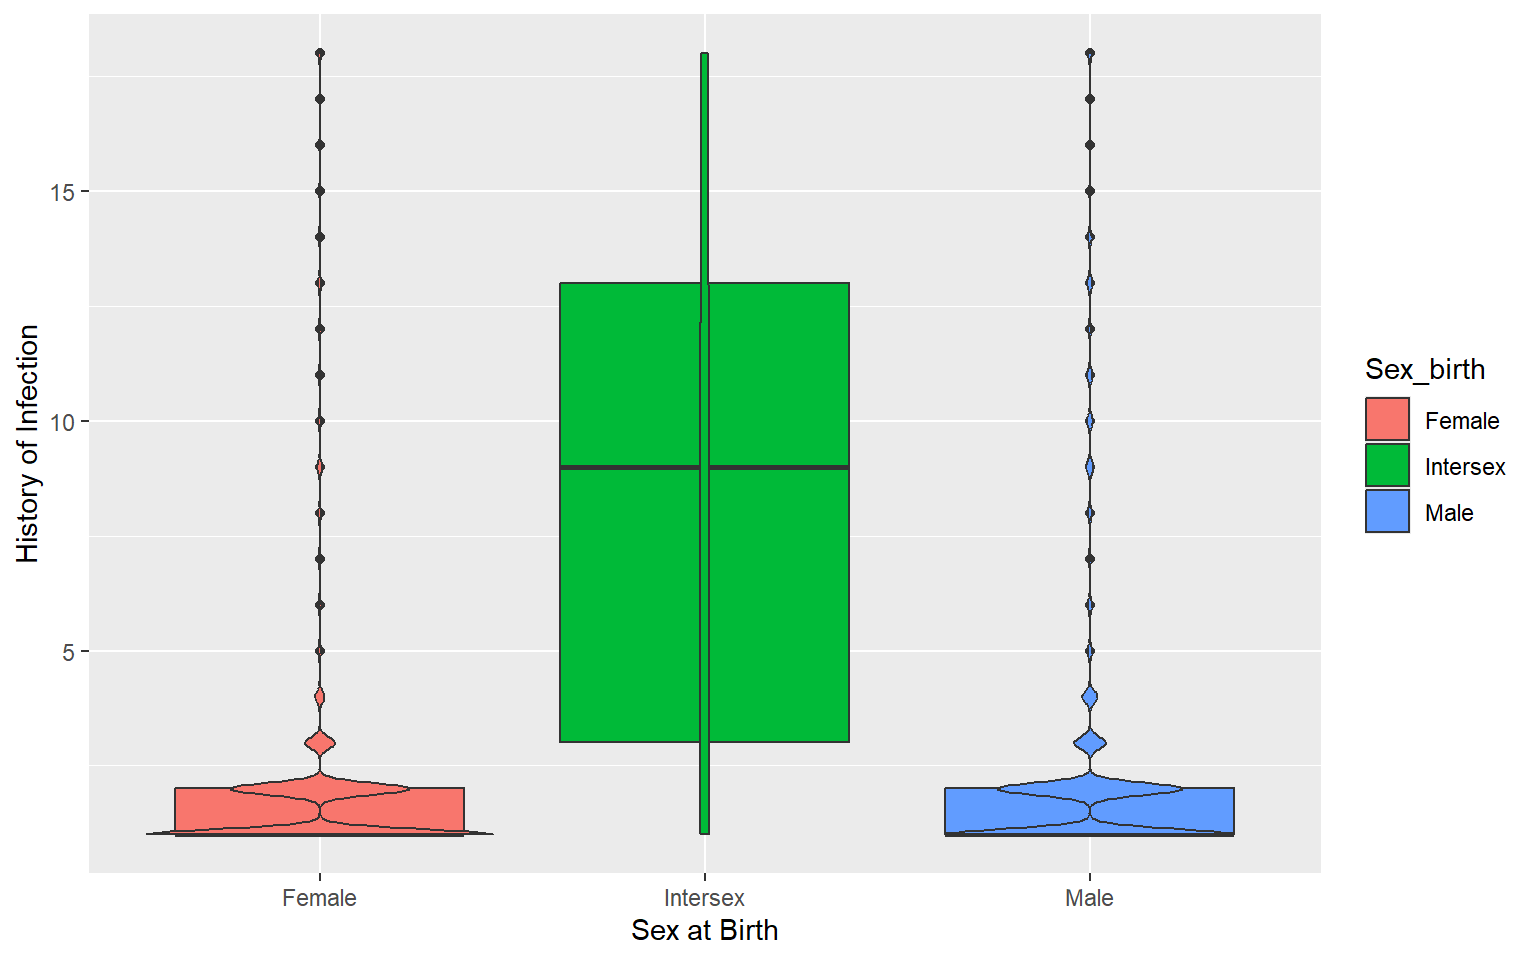 15
10
5
History of Infection
Female
Intersex
Male
Sex at Birth
Sex_birth
Female
Intersex
Male